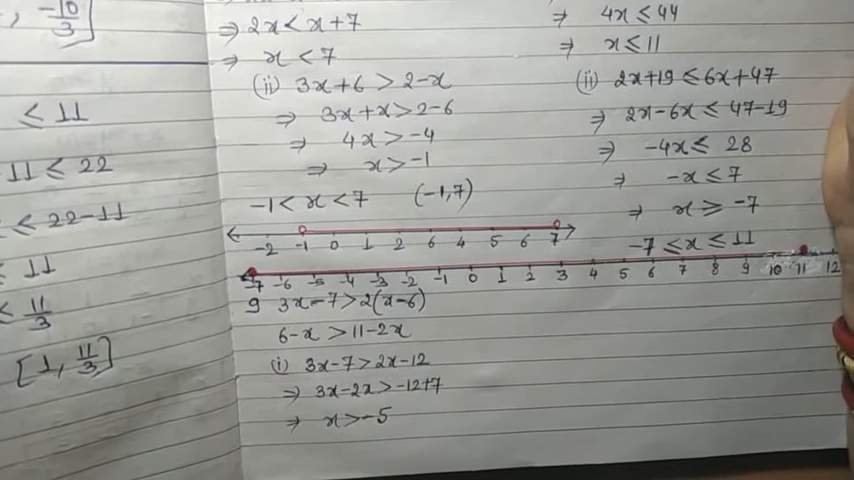 , -10/3]
≤ 11
11 ≤ 22
≤ 22-11
≤ 11
< 11/3
[1, 11/3]
⇒ 2x < x + 7
⇒ x < 7
(ii) 3x+6 > 2-x
⇒ 3x+x > 2-6
⇒ 4x > -4
⇒ x > -1
-1 < x < 7 (-1,7)
-2 -1 0 1 2 6 4 5 6 7
⇒ 4x ≤ 44
⇒ x ≤ 11
(ii) 2x+19 ≤ 6x+47
⇒ 2x-6x ≤ 47-19
⇒ -4x ≤ 28
⇒ -x ≤ 7
⇒ x ≥ -7
-7 ≤ x ≤ 11
-7 -6 -5 -4 -3 -2 -1 0 1 2 3 4 5 6 7 8 9 10 11 12
9 3x-7 > 2(x-6)
6-x > 11-2x
(i) 3x-7 > 2x-12
⇒ 3x-2x > -12+7
⇒ x > -5